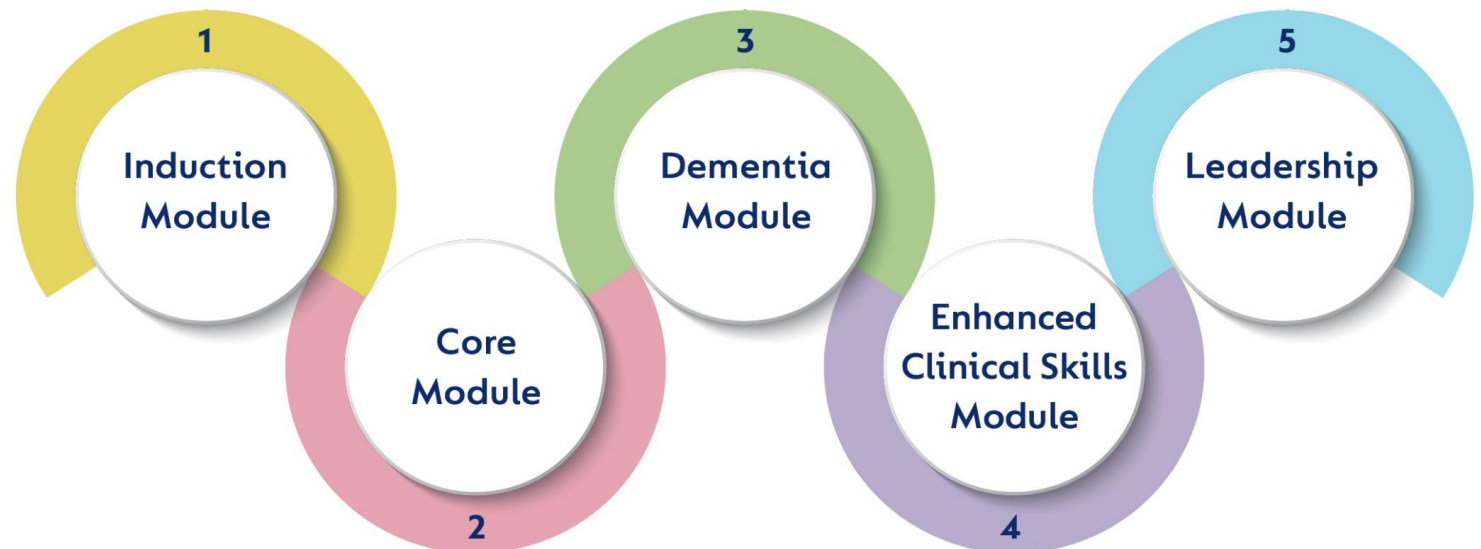 1
Induction
Module
2
Core
Module
3
Dementia
Module
4
Enhanced
Clinical Skills
Module
5
Leadership
Module